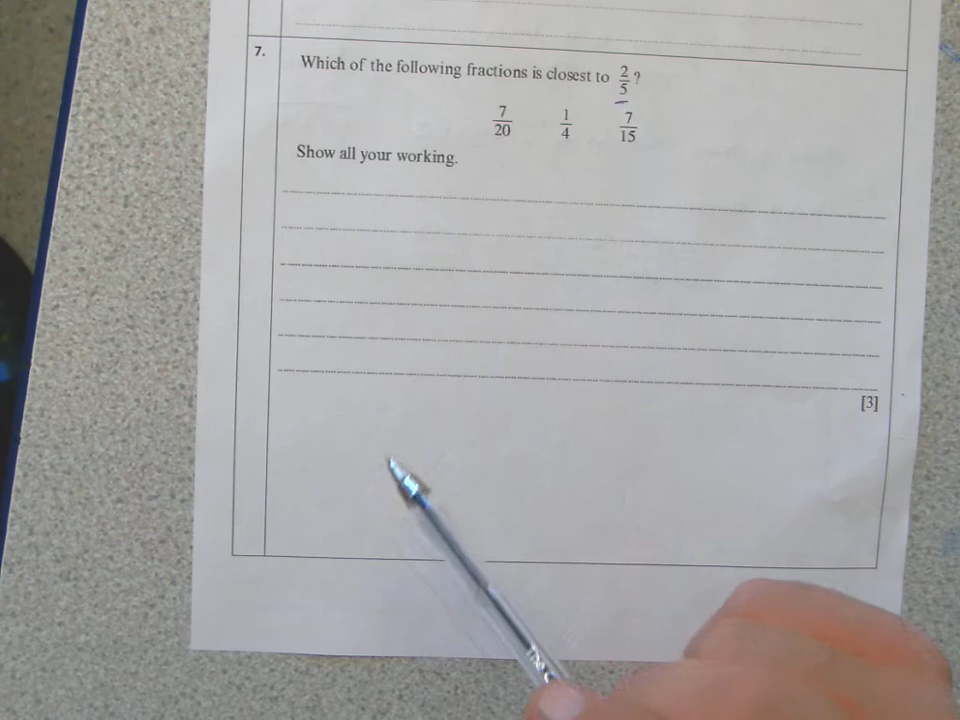 7.
Which of the following fractions is closest to 2/5 ?
7/20 1/4 7/15
Show all your working.
[3]